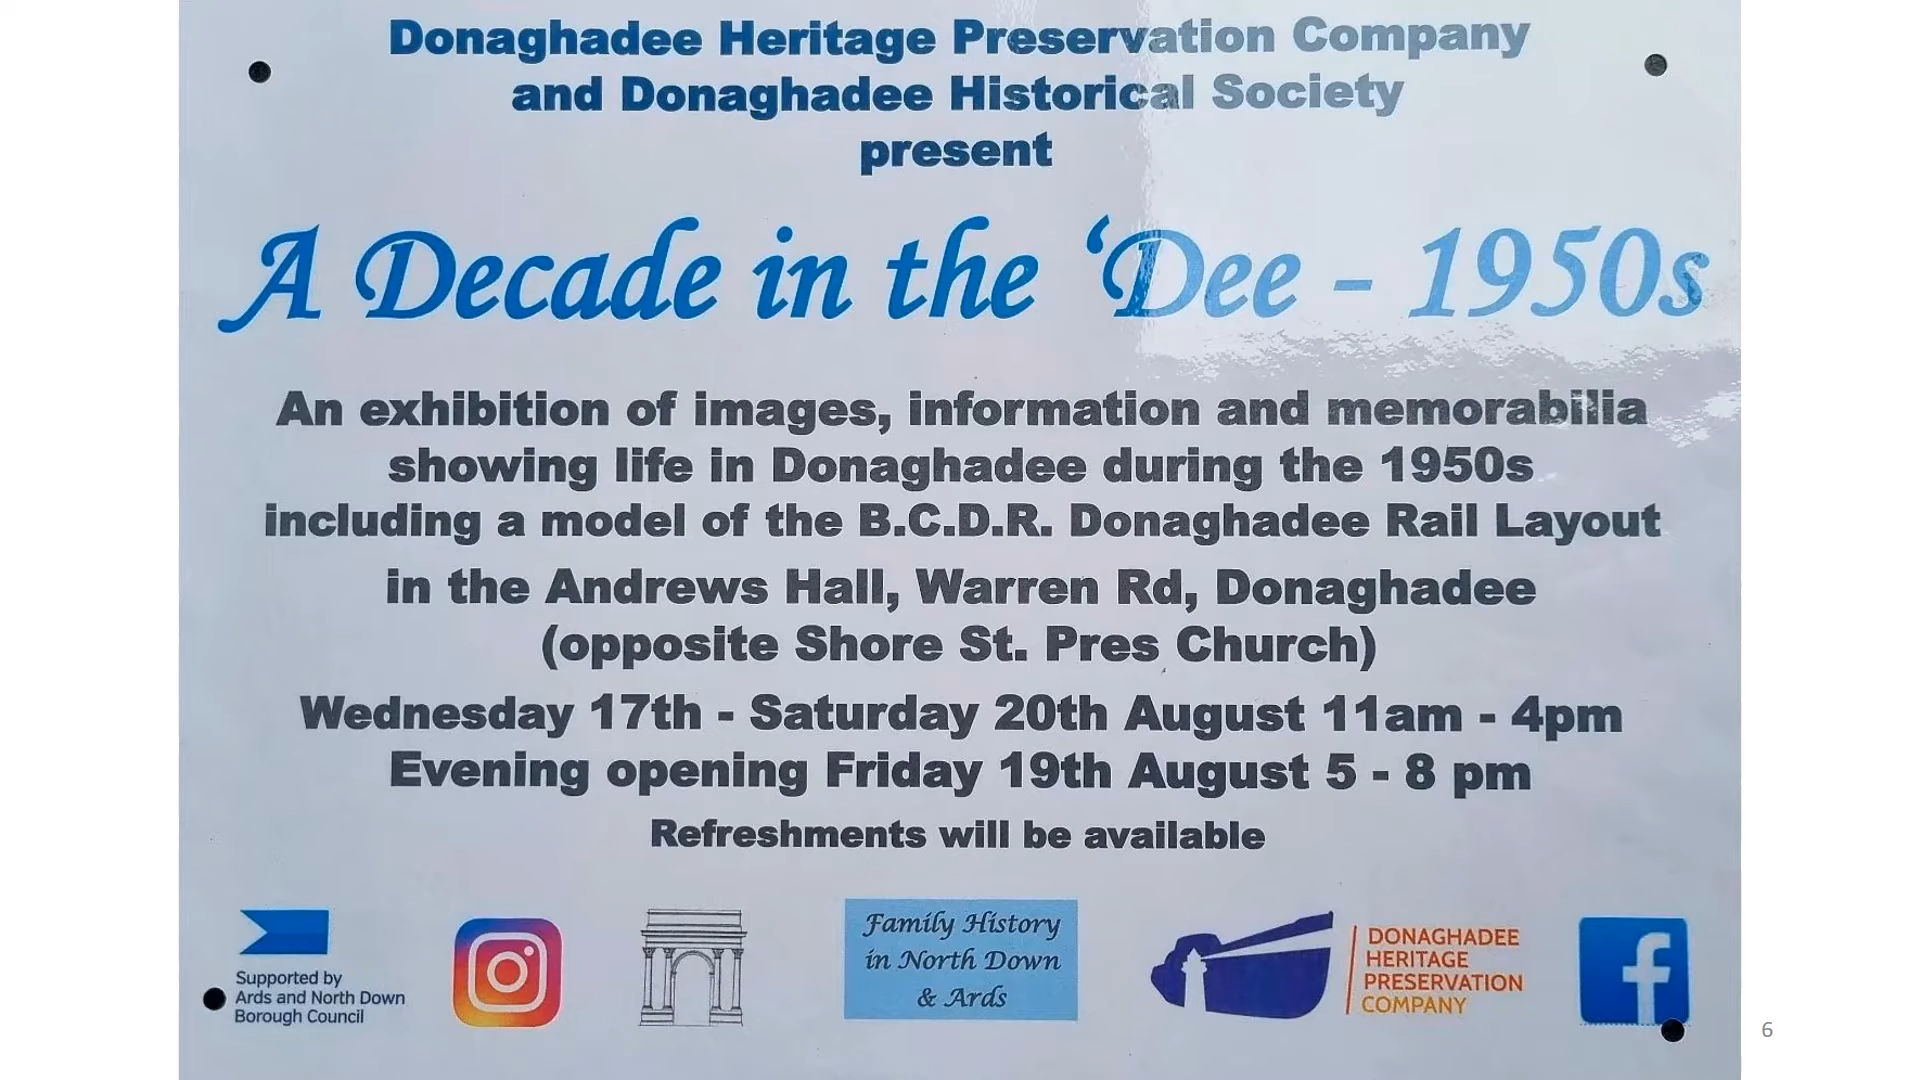 Donaghadee Heritage Preservation Company
and Donaghadee Historical Society
present
A Decade in the ‘Dee - 1950s
An exhibition of images, information and memorabilia
showing life in Donaghadee during the 1950s
including a model of the B.C.D.R. Donaghadee Rail Layout
in the Andrews Hall, Warren Rd, Donaghadee
(opposite Shore St. Pres Church)
Wednesday 17th - Saturday 20th August 11am - 4pm
Evening opening Friday 19th August 5 - 8 pm
Refreshments will be available
Supported by
Ards and North Down
Borough Council
Family History
in North Down
& Ards
DONAGHADEE
HERITAGE
PRESERVATION
COMPANY
f
6